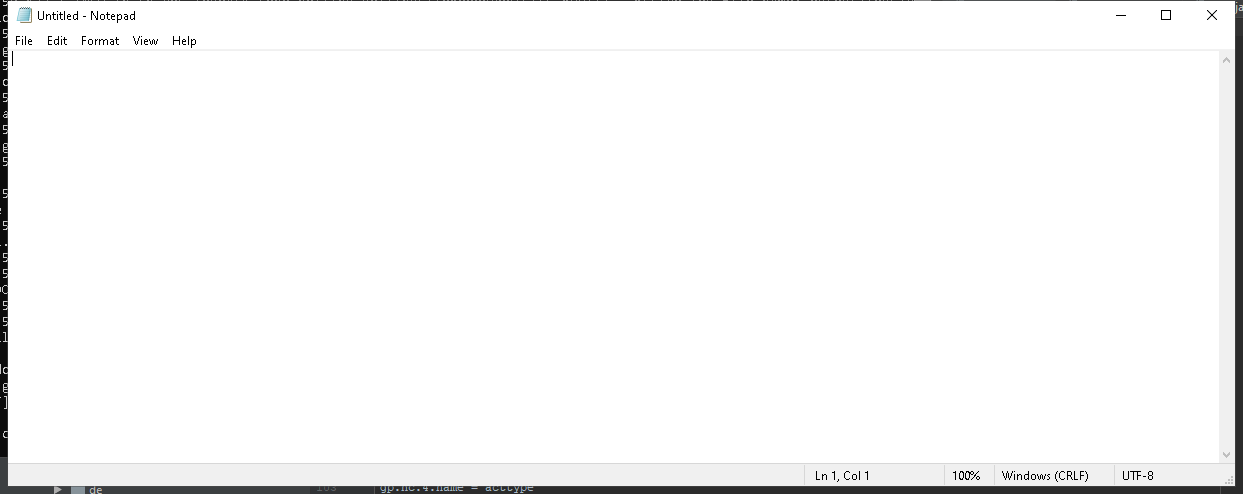 Untitled - Notepad
File Edit Format View Help
Ln 1, Col 1 100% Windows (CRLF) UTF-8
de gp.nc.4.name = acctype